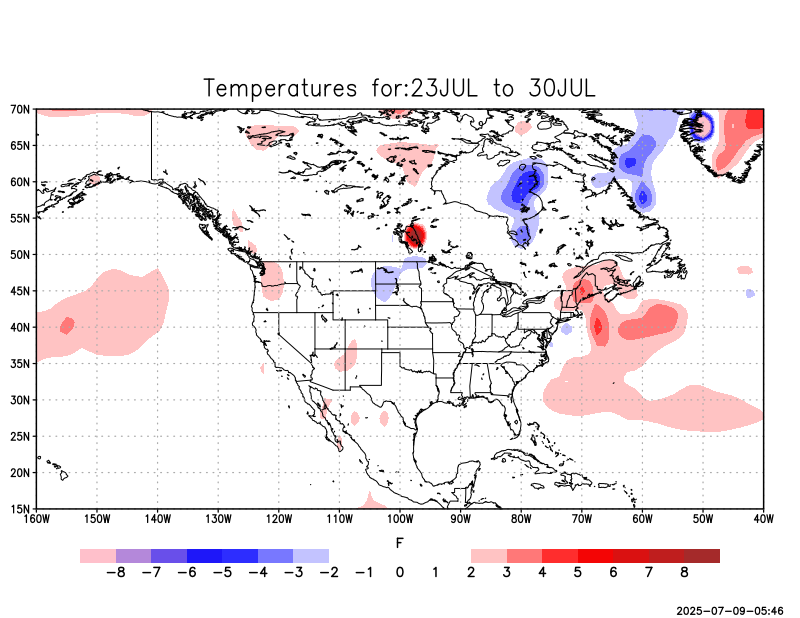 Temperatures for:23JUL to 30JUL
70N
65N
60N
55N
50N
45N
40N
35N
30N
25N
20N
15N
160W 150W 140W 130W 120W 110W 100W 90W 80W 70W 60W 50W 40W
F
-8 -7 -6 -5 -4 -3 -2 -1 0 1 2 3 4 5 6 7 8
2025-07-09-05:46